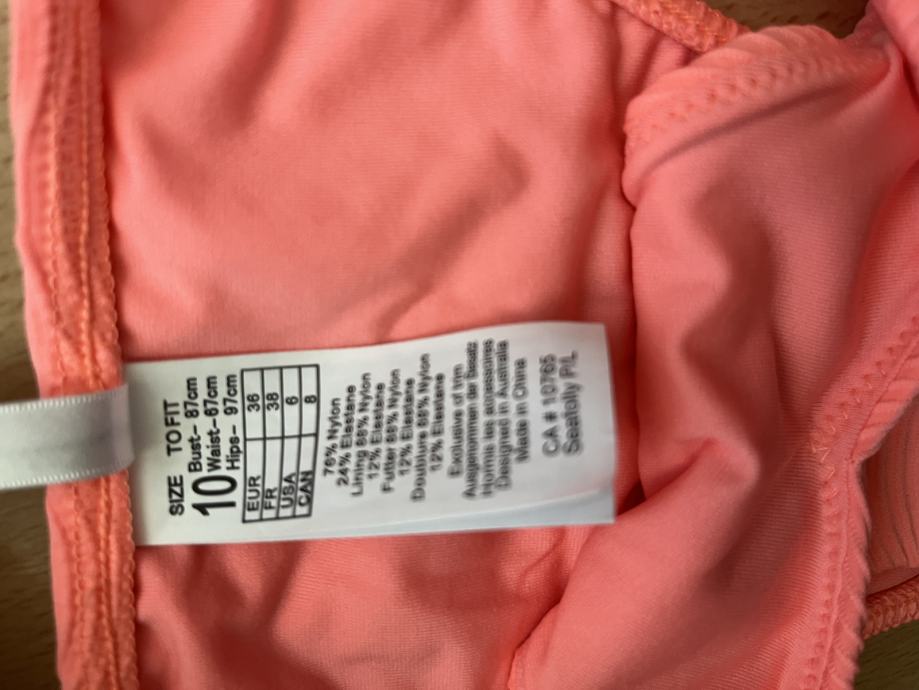 SIZE TO FIT
10 Bust- 87cm
Waist-67cm
Hips- 97cm
EUR 36
FR 38
USA 6
CAN 8
76% Nylon
24% Elastane
Lining 88% Nylon
12% Elastane
Futter 88% Nylon
12% Elastane
Doublure 88% Nylon
12% Elastane
Exclusive of trim
Ausgenommen der Besatz
Hormis les accessoires
Designed in Australia
Made in China
CA # 10765
Seafolly P/L